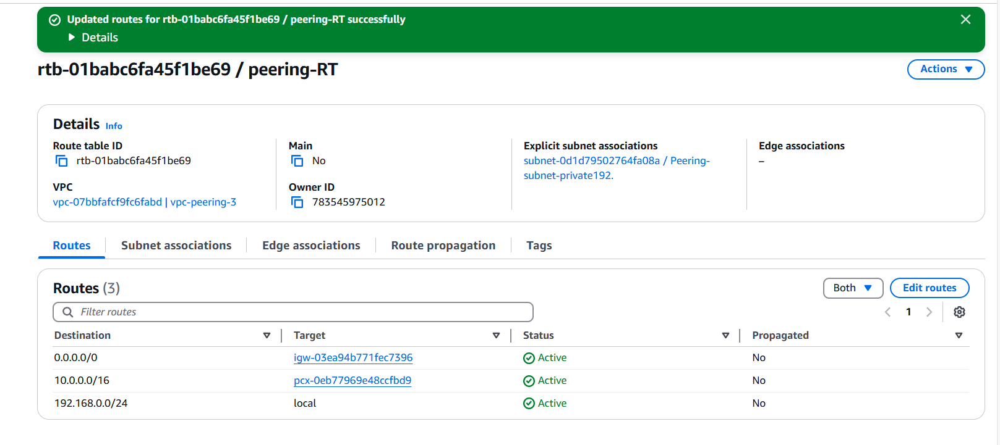 Updated routes for rtb-01babc6fa45f1be69 / peering-RT successfully
Details
rtb-01babc6fa45f1be69 / peering-RT
Actions
Details Info
Route table ID
rtb-01babc6fa45f1be69
Main
No
Explicit subnet associations
subnet-0d1d79502764fa08a / Peering-
subnet-private192.
Edge associations
–
VPC
vpc-07bbfafcf9fc6fabd | vpc-peering-3
Owner ID
783545975012
Routes
Subnet associations
Edge associations
Route propagation
Tags
Routes (3)
Both
Edit routes
Filter routes
1
Destination Target Status Propagated
0.0.0.0/0 igw-03ea94b771fec7396 Active No
10.0.0.0/16 pcx-0eb77969e48ccfbd9 Active No
192.168.0.0/24 local Active No